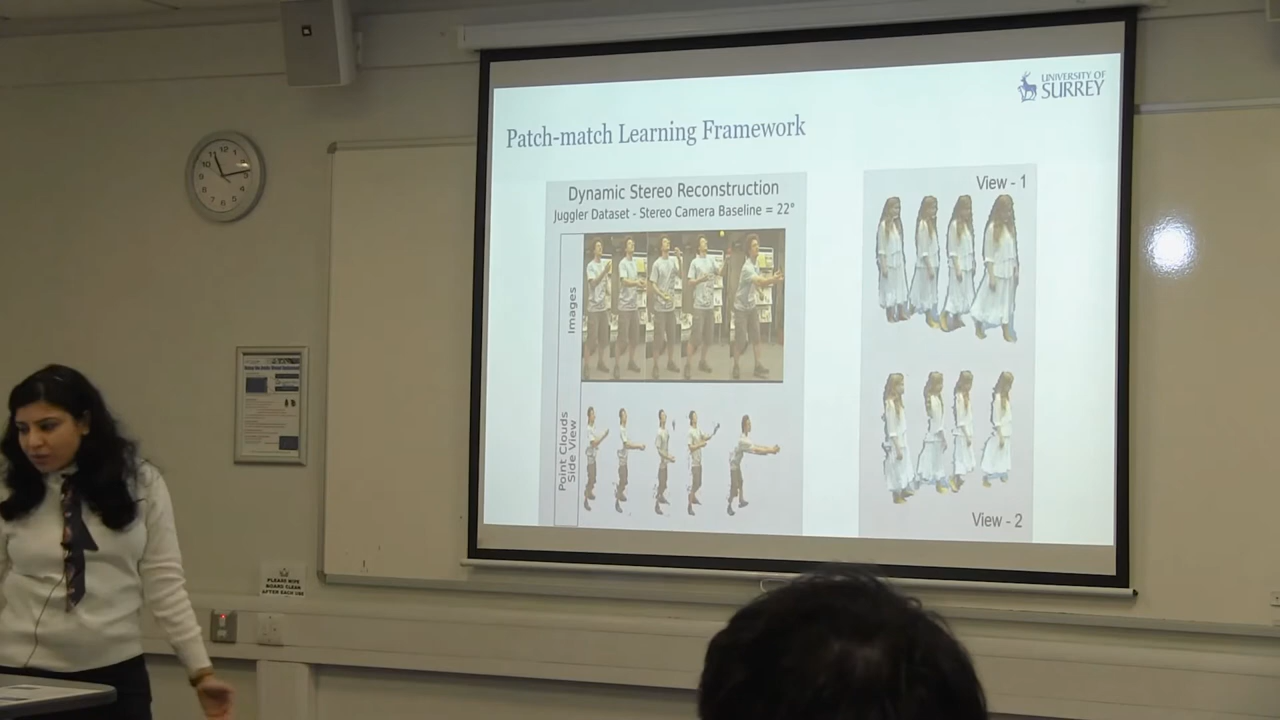 UNIVERSITY OF
SURREY
Patch-match Learning Framework
Dynamic Stereo Reconstruction
Juggler Dataset - Stereo Camera Baseline = 22°
Images
Point Clouds
Side View
View - 1
View - 2
PLEASE WIPE
BOARD CLEAN
AFTER EACH USE